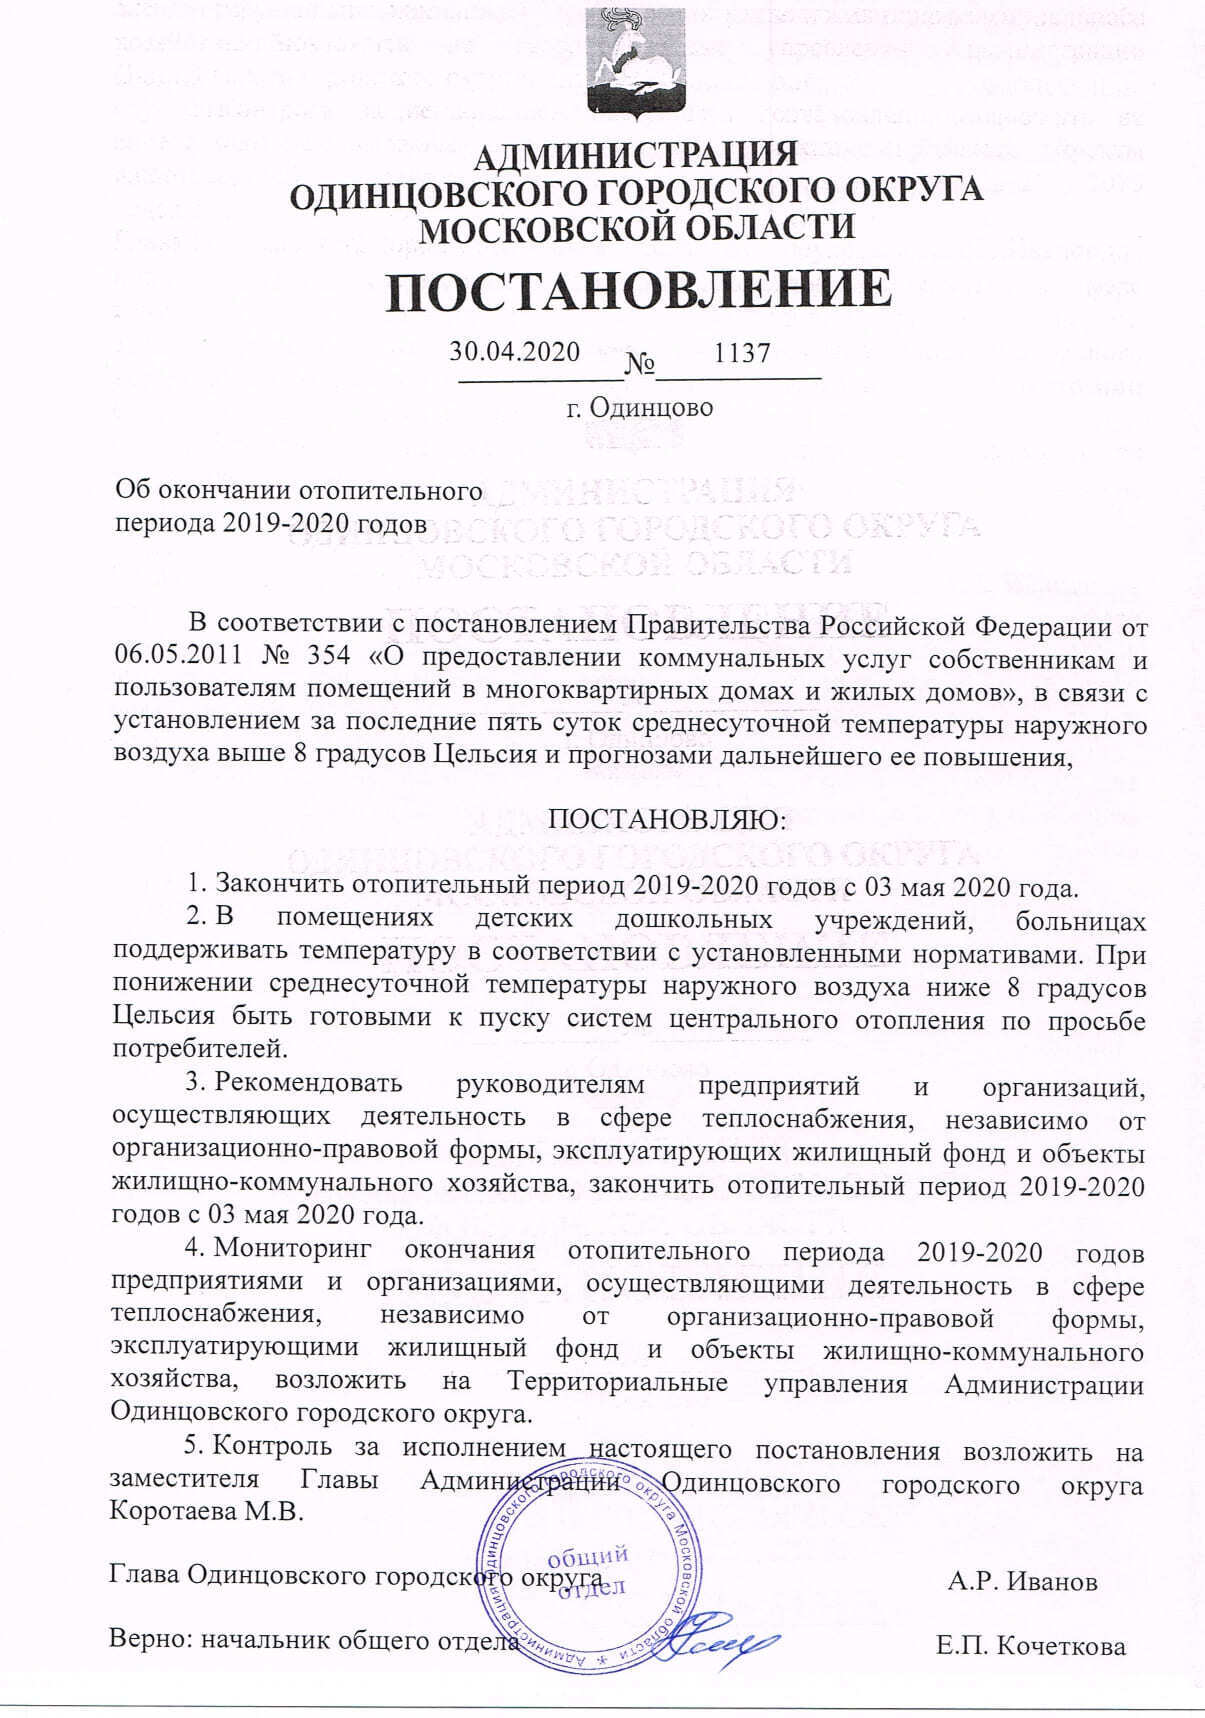 АДМИНИСТРАЦИЯ
ОДИНЦОВСКОГО ГОРОДСКОГО ОКРУГА
МОСКОВСКОЙ ОБЛАСТИ
ПОСТАНОВЛЕНИЕ
30.04.2020 № 1137
г. Одинцово
Об окончании отопительного
периода 2019-2020 годов
В соответствии с постановлением Правительства Российской Федерации от
06.05.2011 № 354 «О предоставлении коммунальных услуг собственникам и
пользователям помещений в многоквартирных домах и жилых домов», в связи с
установлением за последние пять суток среднесуточной температуры наружного
воздуха выше 8 градусов Цельсия и прогнозами дальнейшего ее повышения,
ПОСТАНОВЛЯЮ:
1. Закончить отопительный период 2019-2020 годов с 03 мая 2020 года.
2. В помещениях детских дошкольных учреждений, больницах
поддерживать температуру в соответствии с установленными нормативами. При
понижении среднесуточной температуры наружного воздуха ниже 8 градусов
Цельсия быть готовыми к пуску систем центрального отопления по просьбе
потребителей.
3. Рекомендовать руководителям предприятий и организаций,
осуществляющих деятельность в сфере теплоснабжения, независимо от
организационно-правовой формы, эксплуатирующих жилищный фонд и объекты
жилищно-коммунального хозяйства, закончить отопительный период 2019-2020
годов с 03 мая 2020 года.
4. Мониторинг окончания отопительного периода 2019-2020 годов
предприятиями и организациями, осуществляющими деятельность в сфере
теплоснабжения, независимо от организационно-правовой формы,
эксплуатирующими жилищный фонд и объекты жилищно-коммунального
хозяйства, возложить на Территориальные управления Администрации
Одинцовского городского округа.
5. Контроль за исполнением настоящего постановления возложить на
заместителя Главы Администрации Одинцовского городского округа
Коротаева М.В.
Глава Одинцовского городского округа А.Р. Иванов
Верно: начальник общего отдела Е.П. Кочеткова
Администрация Одинцовского городского округа Московской области *
общий
отдел